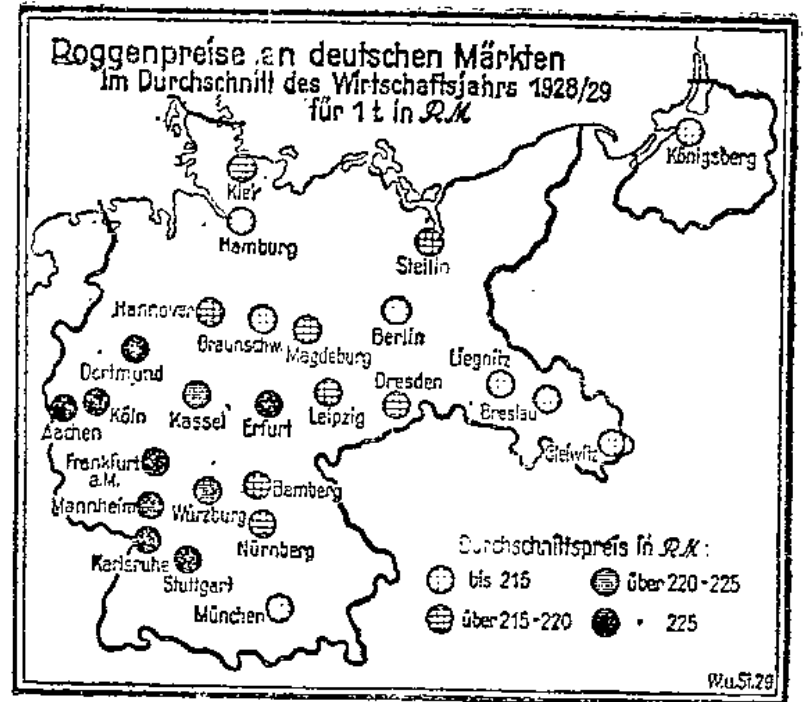 Roggenpreise an deutschen Märkten
im Durchschnitt des Wirtschaftsjahrs 1928/29
für 1 t in RM
Königsberg
Kiel
Hamburg
Stettin
Hannover
Braunschw.
Magdeburg
Berlin
Dortmund
Liegnitz
Dresden
Aachen
Köln
Kassel
Erfurt
Leipzig
Breslau
Gleiwitz
Frankfurt
a.M.
Bamberg
Mannheim
Würzburg
Nürnberg
Karlsruhe
Stuttgart
München
Durchschnittspreis in RM:
bis 215
über 220-225
über 215-220
" 225
W.u.St.29